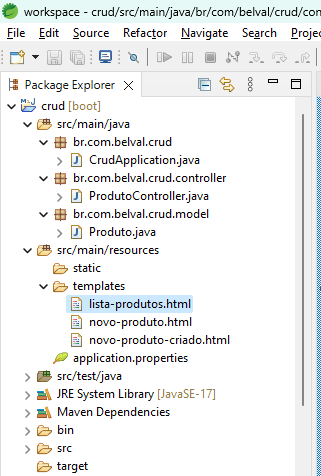 workspace - crud/src/main/java/br/com/belval/crud/con
File Edit Source Refactor Navigate Search Proje
Package Explorer
crud [boot]
src/main/java
br.com.belval.crud
CrudApplication.java
br.com.belval.crud.controller
ProdutoController.java
br.com.belval.crud.model
Produto.java
src/main/resources
static
templates
lista-produtos.html
novo-produto.html
novo-produto-criado.html
application.properties
src/test/java
JRE System Library [JavaSE-17]
Maven Dependencies
bin
src
target